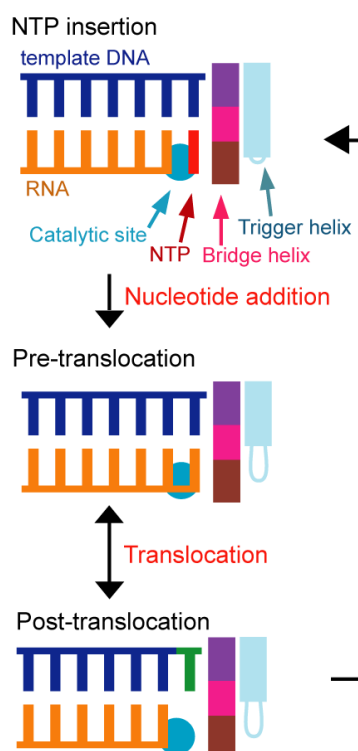 NTP insertion
template DNA
RNA
Catalytic site
NTP
Bridge helix
Trigger helix
Nucleotide addition
Pre-translocation
Translocation
Post-translocation